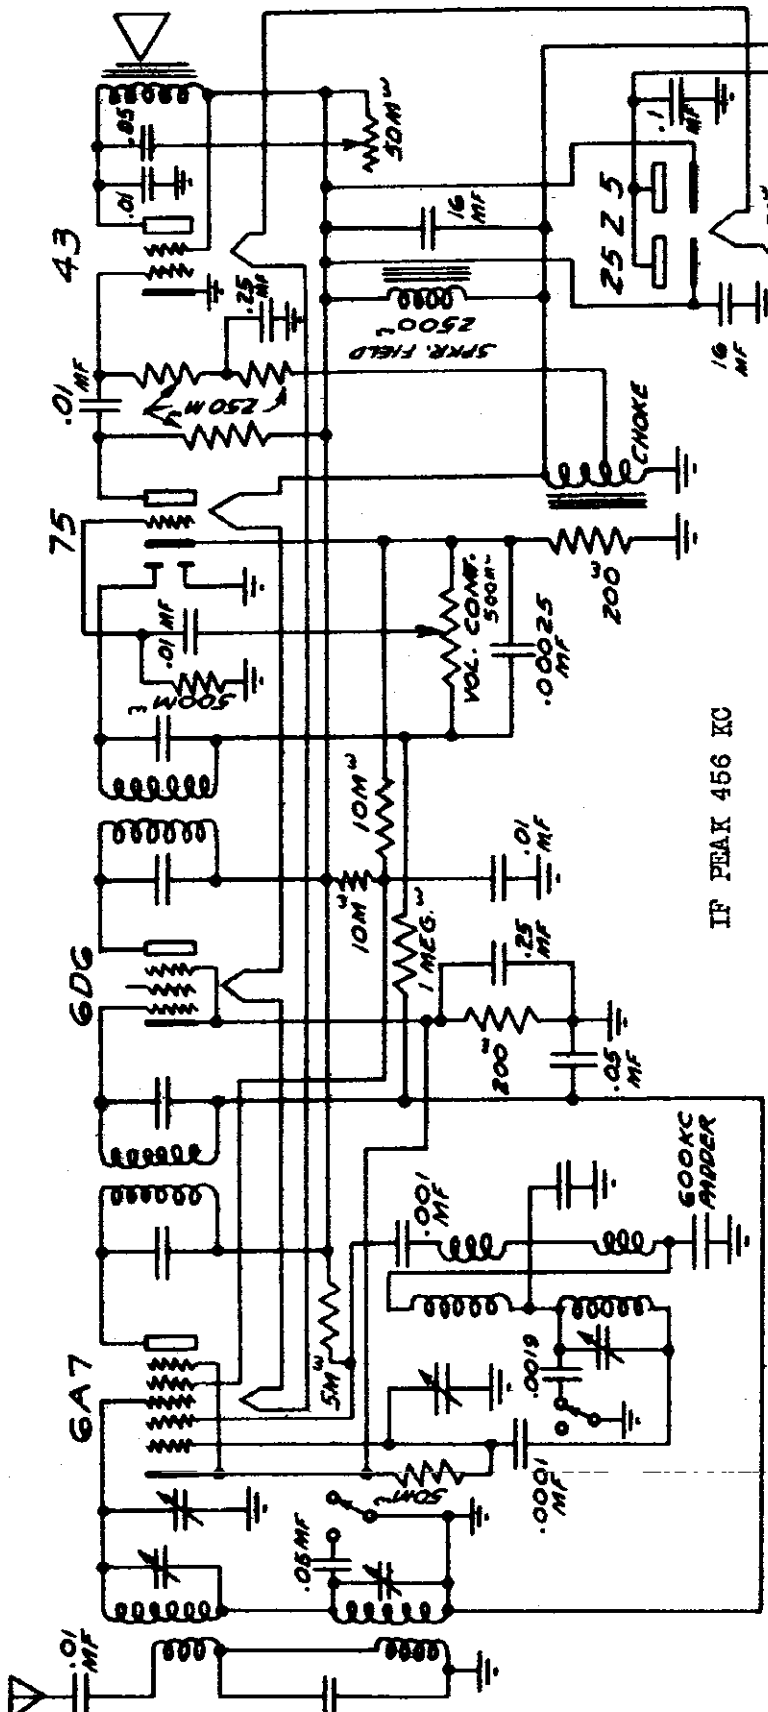 6A7
6D6
75
43
25 Z 5
.01
MF
.05 MF
50M
.0001
MF
.0019
5M ω
.001
MF
600KC
PADDER
200 ω
.05
MF
.25
MF
1 MEG. ω
10M ω
10M ω
.01
MF
500M
.01 MF
VOL. CONT.
500M ω
.00025
MF
200 ω
CHOKE
250M
.01
MF
.25
MF
SPKR. FIELD
2500
16
MF
16
MF
.01
.05
50M ω
.1
MF
IF PEAK 456 KC